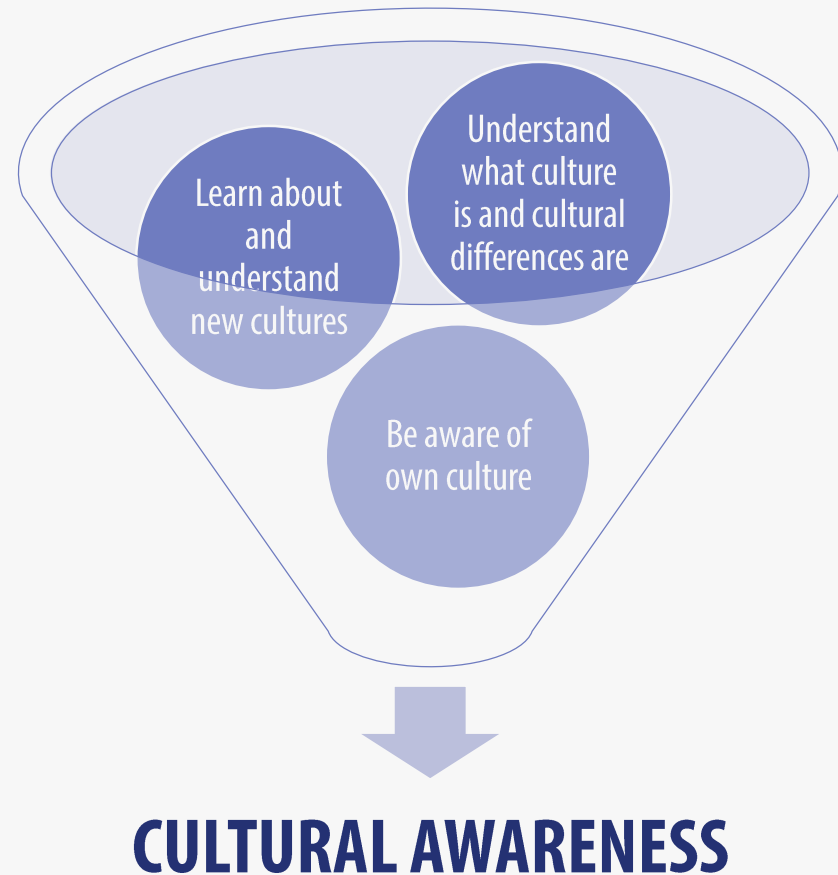 Understand
what culture
is and cultural
differences are
Learn about
and
understand
new cultures
Be aware of
own culture
CULTURAL AWARENESS